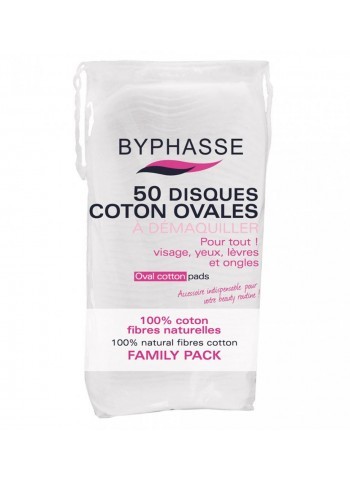 BYPHASSE
50 DISQUES
COTON OVALES
À DÉMAQUILLER
Pour tout !
visage, yeux, lèvres
et ongles
Oval cotton pads
Accessoire indispensable pour
votre beauty routine !
100% coton
fibres naturelles
100% natural fibres cotton
FAMILY PACK